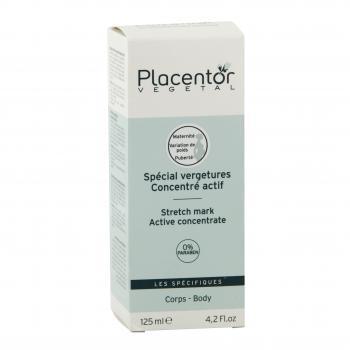 Placentor
VEGETAL
Maternité
Variation de
poids
Puberté
Spécial vergetures
Concentré actif
Stretch mark
Active concentrate
0%
PARABEN
LES SPÉCIFIQUES
Corps - Body
125 ml ℮ 4,2 Fl.oz